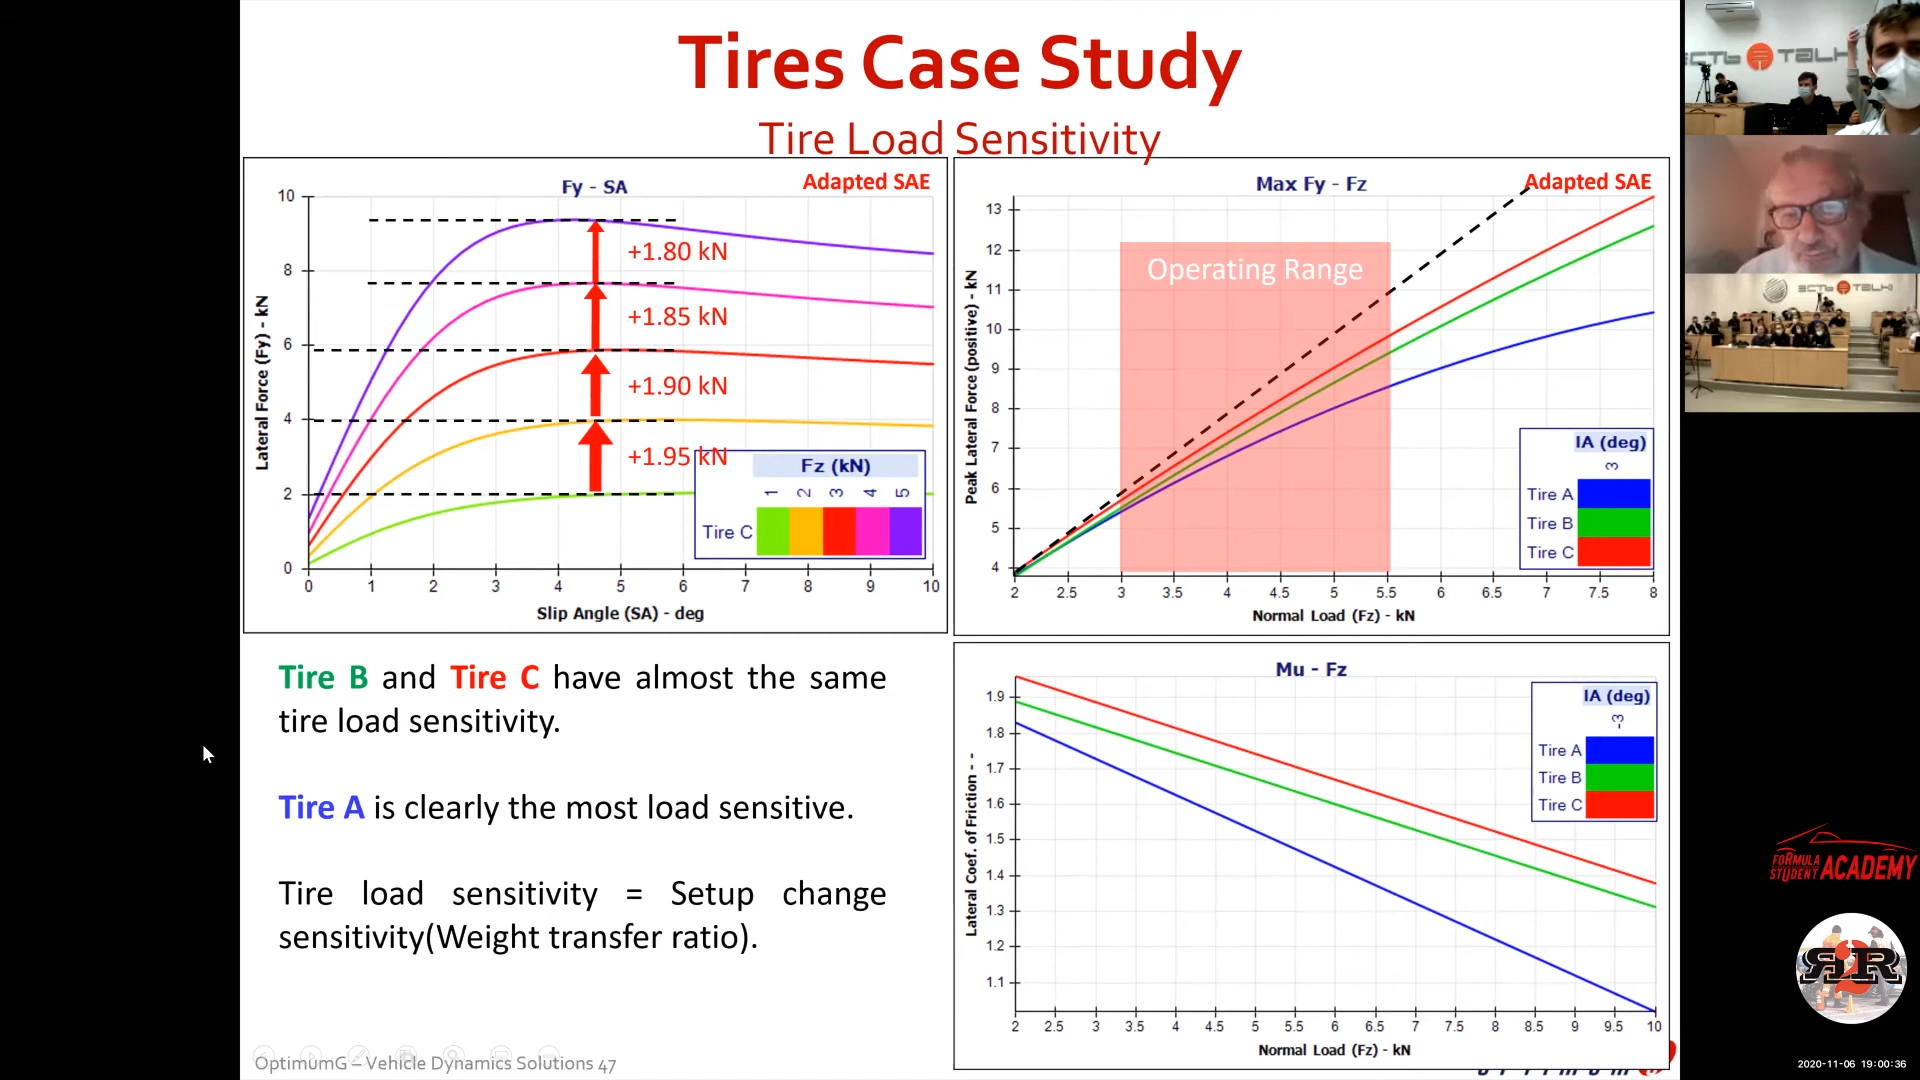 Tires Case Study
Tire Load Sensitivity
Fy - SA
Adapted SAE
Lateral Force (Fy) - kN
10
8
6
4
2
0
+1.80 kN
+1.85 kN
+1.90 kN
+1.95 kN
Fz (kN)
1 2 3 4 5
Tire C
0 1 2 3 4 5 6 7 8 9 10
Slip Angle (SA) - deg
Max Fy - Fz
Adapted SAE
Peak Lateral Force (positive) - kN
13
12
11
10
9
8
7
6
5
4
Operating Range
IA (deg)
3
Tire A
Tire B
Tire C
2 2.5 3 3.5 4 4.5 5 5.5 6 6.5 7 7.5 8
Normal Load (Fz) - kN
Tire B and Tire C have almost the same
tire load sensitivity.
Tire A is clearly the most load sensitive.
Tire load sensitivity = Setup change
sensitivity(Weight transfer ratio).
Mu - Fz
Lateral Coef. of Friction - -
1.9
1.8
1.7
1.6
1.5
1.4
1.3
1.2
1.1
IA (deg)
-3
Tire A
Tire B
Tire C
2 2.5 3 3.5 4 4.5 5 5.5 6 6.5 7 7.5 8 8.5 9 9.5 10
Normal Load (Fz) - kN
OptimumG – Vehicle Dynamics Solutions 47
ЕСТЬ TALKI
FORMULA
STUDENT ACADEMY
2020-11-06 19:00:36